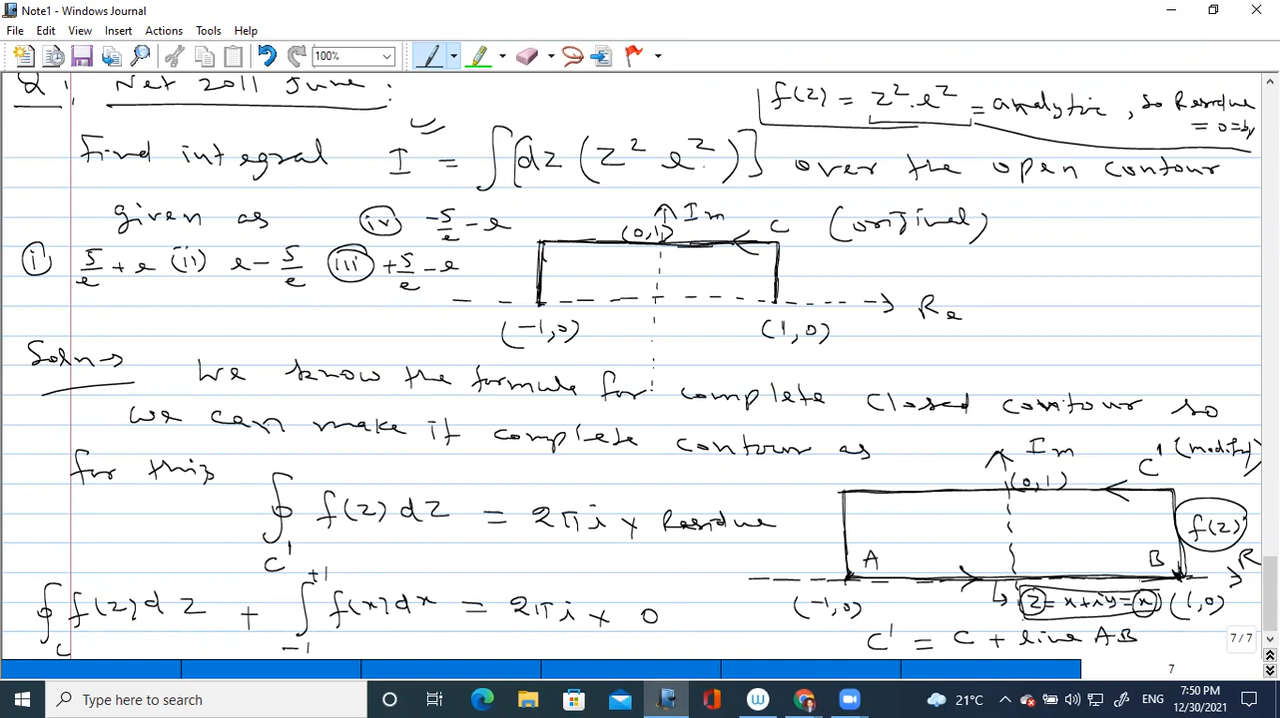 Note1 - Windows Journal
File Edit View Insert Actions Tools Help
100%
Q. Net 2011 June:
f(z) = z².e^z = analytic, so Residue
= 0 = by
Find integral I = ∫[dz (z² e^z)] over the open contour
given as (iv) -5/e - e
Im
(0,1)
C (original)
(i) 5/e + e (ii) e - 5/e (iii) +5/e - e
Re
(-1,0) (1,0)
Soln→ We know the formula for complete closed contour so
we can make it complete contour as
for this
Im
C' (modify)
(0,1)
∮ f(z) dz = 2πi × Residue
C'
f(z)
A B
R
(-1,0) z = x+iy = x (1,0)
∮ f(z) dz + ∫ f(x) dx = 2πi × 0
C
+1
-1
C' = C + line AB
7/7
7
Type here to search
21°C
ENG
7:50 PM
12/30/2021